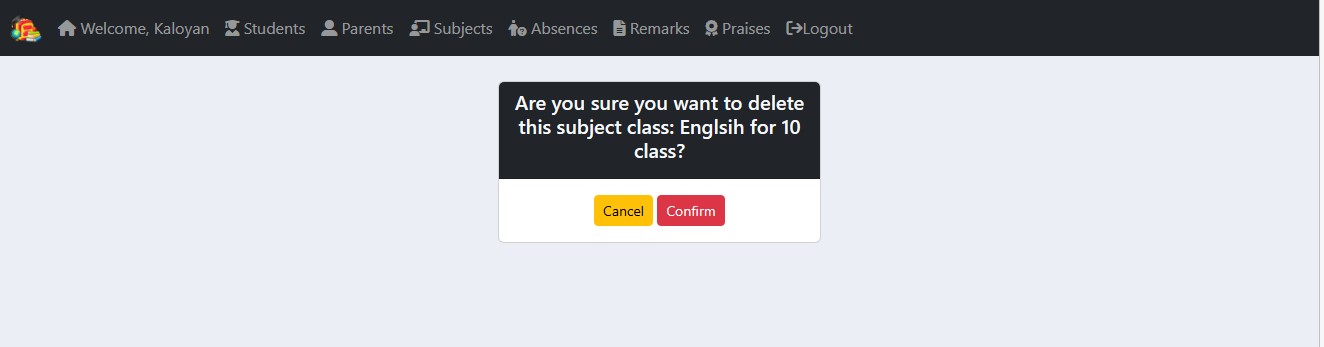 Welcome, Kaloyan Students Parents Subjects Absences Remarks Praises Logout
Are you sure you want to delete
this subject class: Englsih for 10
class?
Cancel Confirm